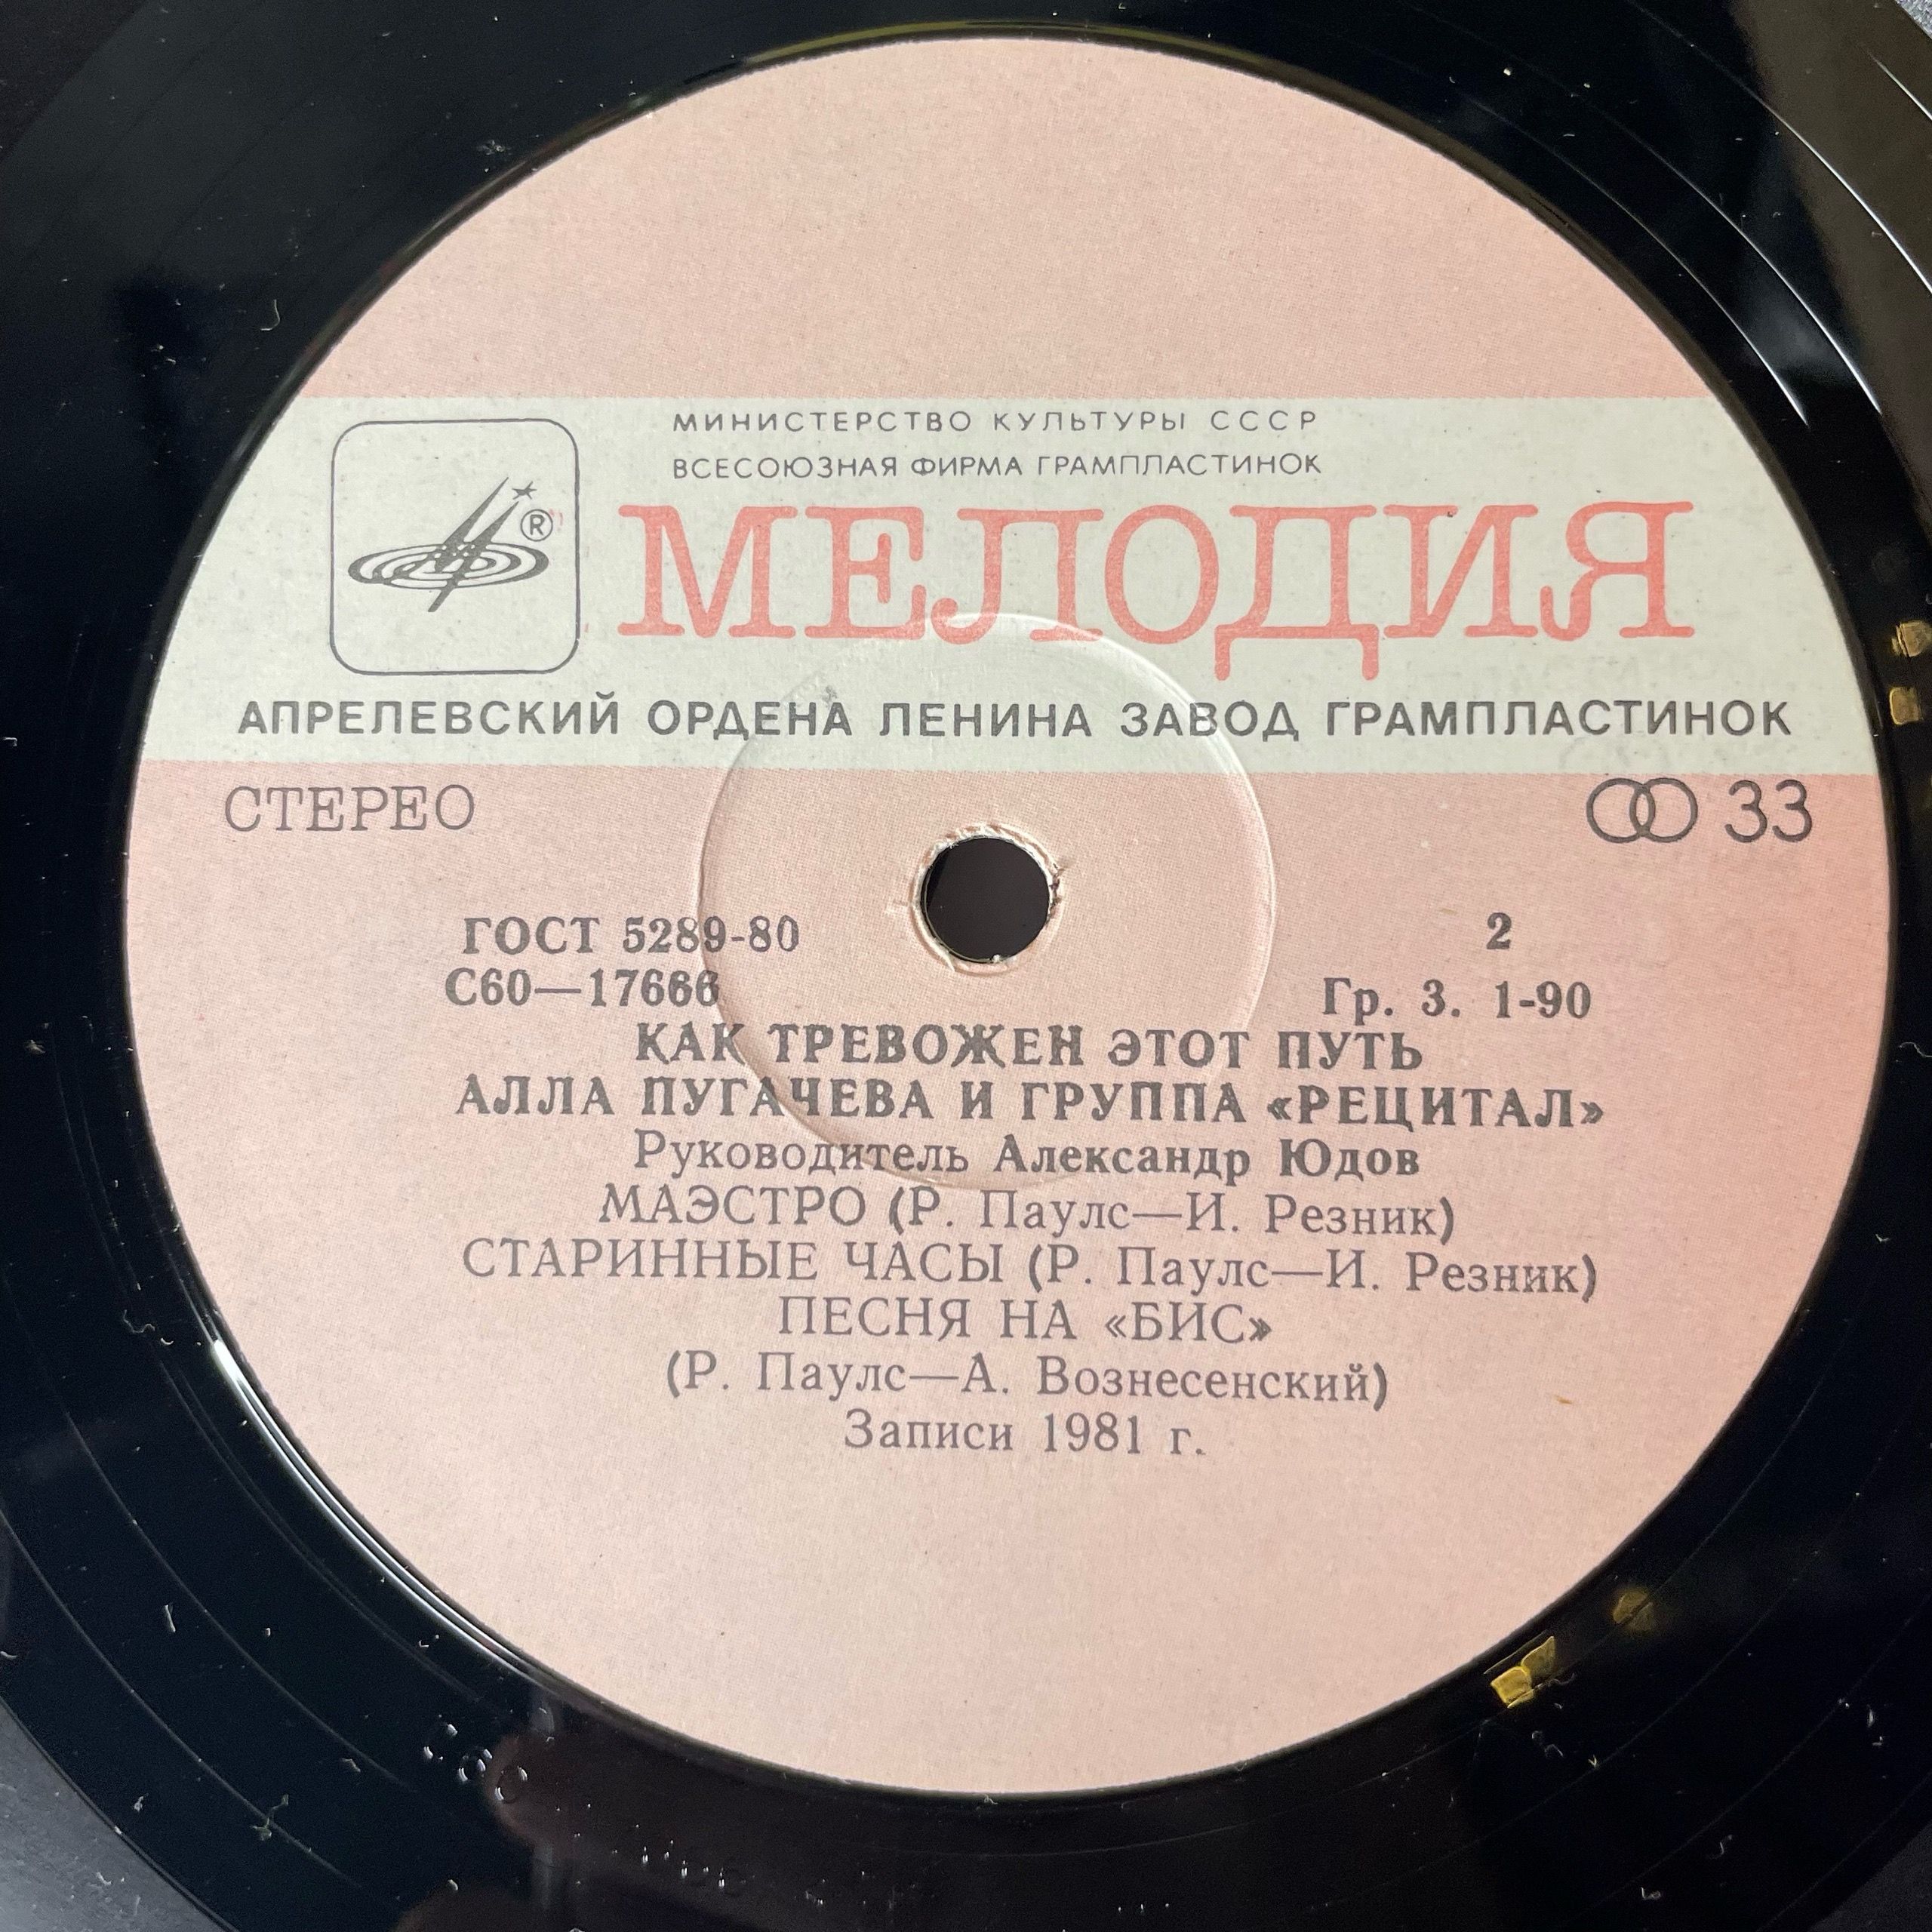 МИНИСТЕРСТВО КУЛЬТУРЫ СССР
ВСЕСОЮЗНАЯ ФИРМА ГРАМПЛАСТИНОК
®
МЕЛОДИЯ
АПРЕЛЕВСКИЙ ОРДЕНА ЛЕНИНА ЗАВОД ГРАМПЛАСТИНОК
СТЕРЕО 33
ГОСТ 5289-80 2
С60—17666 Гр. 3. 1-90
КАК ТРЕВОЖЕН ЭТОТ ПУТЬ
АЛЛА ПУГАЧЕВА И ГРУППА «РЕЦИТАЛ»
Руководитель Александр Юдов
МАЭСТРО (Р. Паулс—И. Резник)
СТАРИННЫЕ ЧАСЫ (Р. Паулс—И. Резник)
ПЕСНЯ НА «БИС»
(Р. Паулс—А. Вознесенский)
Записи 1981 г.